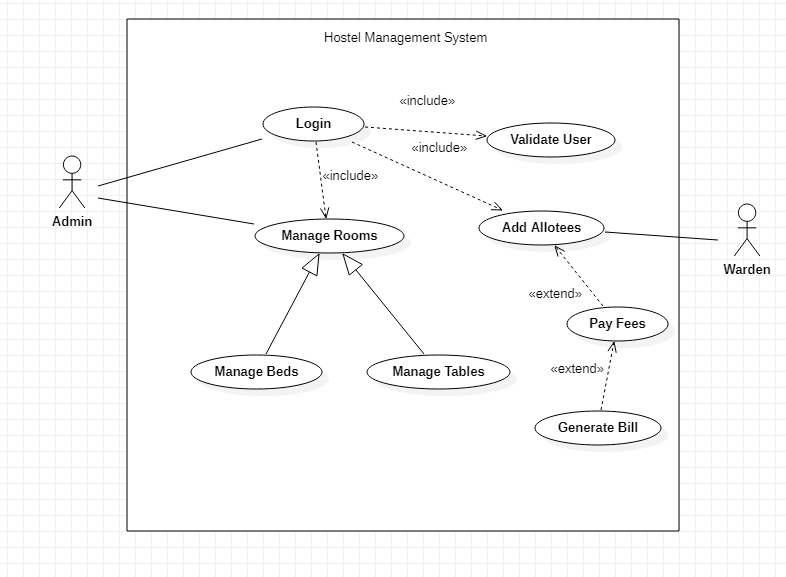 Hostel Management System
«include»
Login
Validate User
«include»
«include»
Admin
Manage Rooms
Add Allotees
Warden
«extend»
Pay Fees
«extend»
Manage Beds
Manage Tables
Generate Bill